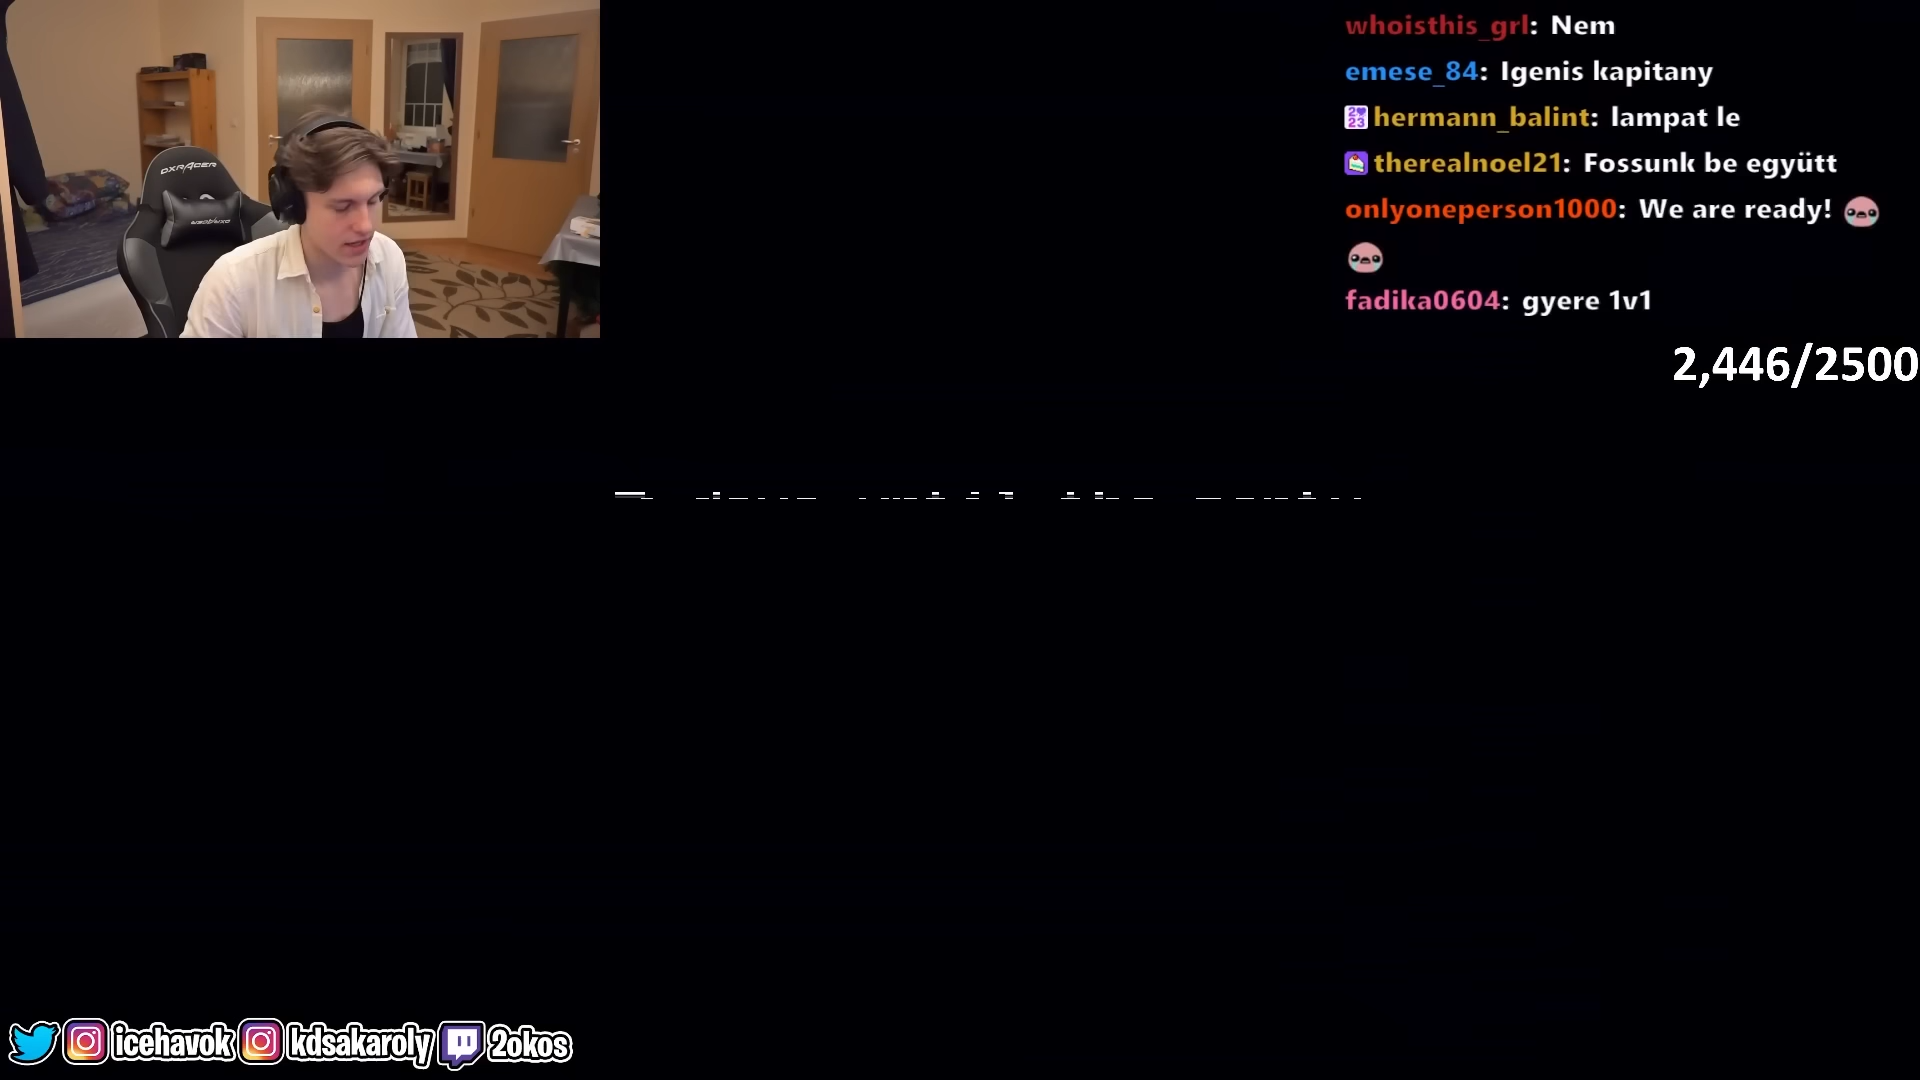 whoisthis_grl: Nem
emese_84: Igenis kapitany
hermann_balint: lampat le
therealnoel21: Fossunk be együtt
onlyoneperson1000: We are ready!
fadika0604: gyere 1v1
2,446/2500
DXRACER
icehavok kdsakaroly 2okos